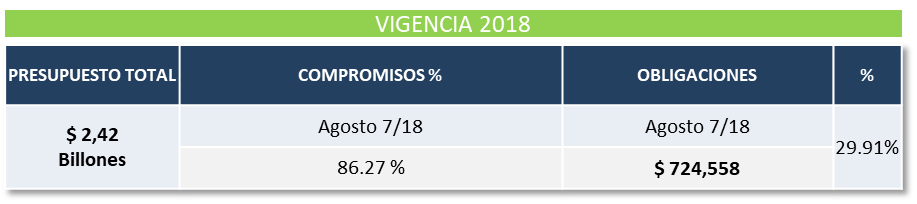 VIGENCIA 2018
PRESUPUESTO TOTAL
COMPROMISOS %
OBLIGACIONES
%
$ 2,42
Billones
Agosto 7/18
Agosto 7/18
29.91%
86.27 %
$ 724,558